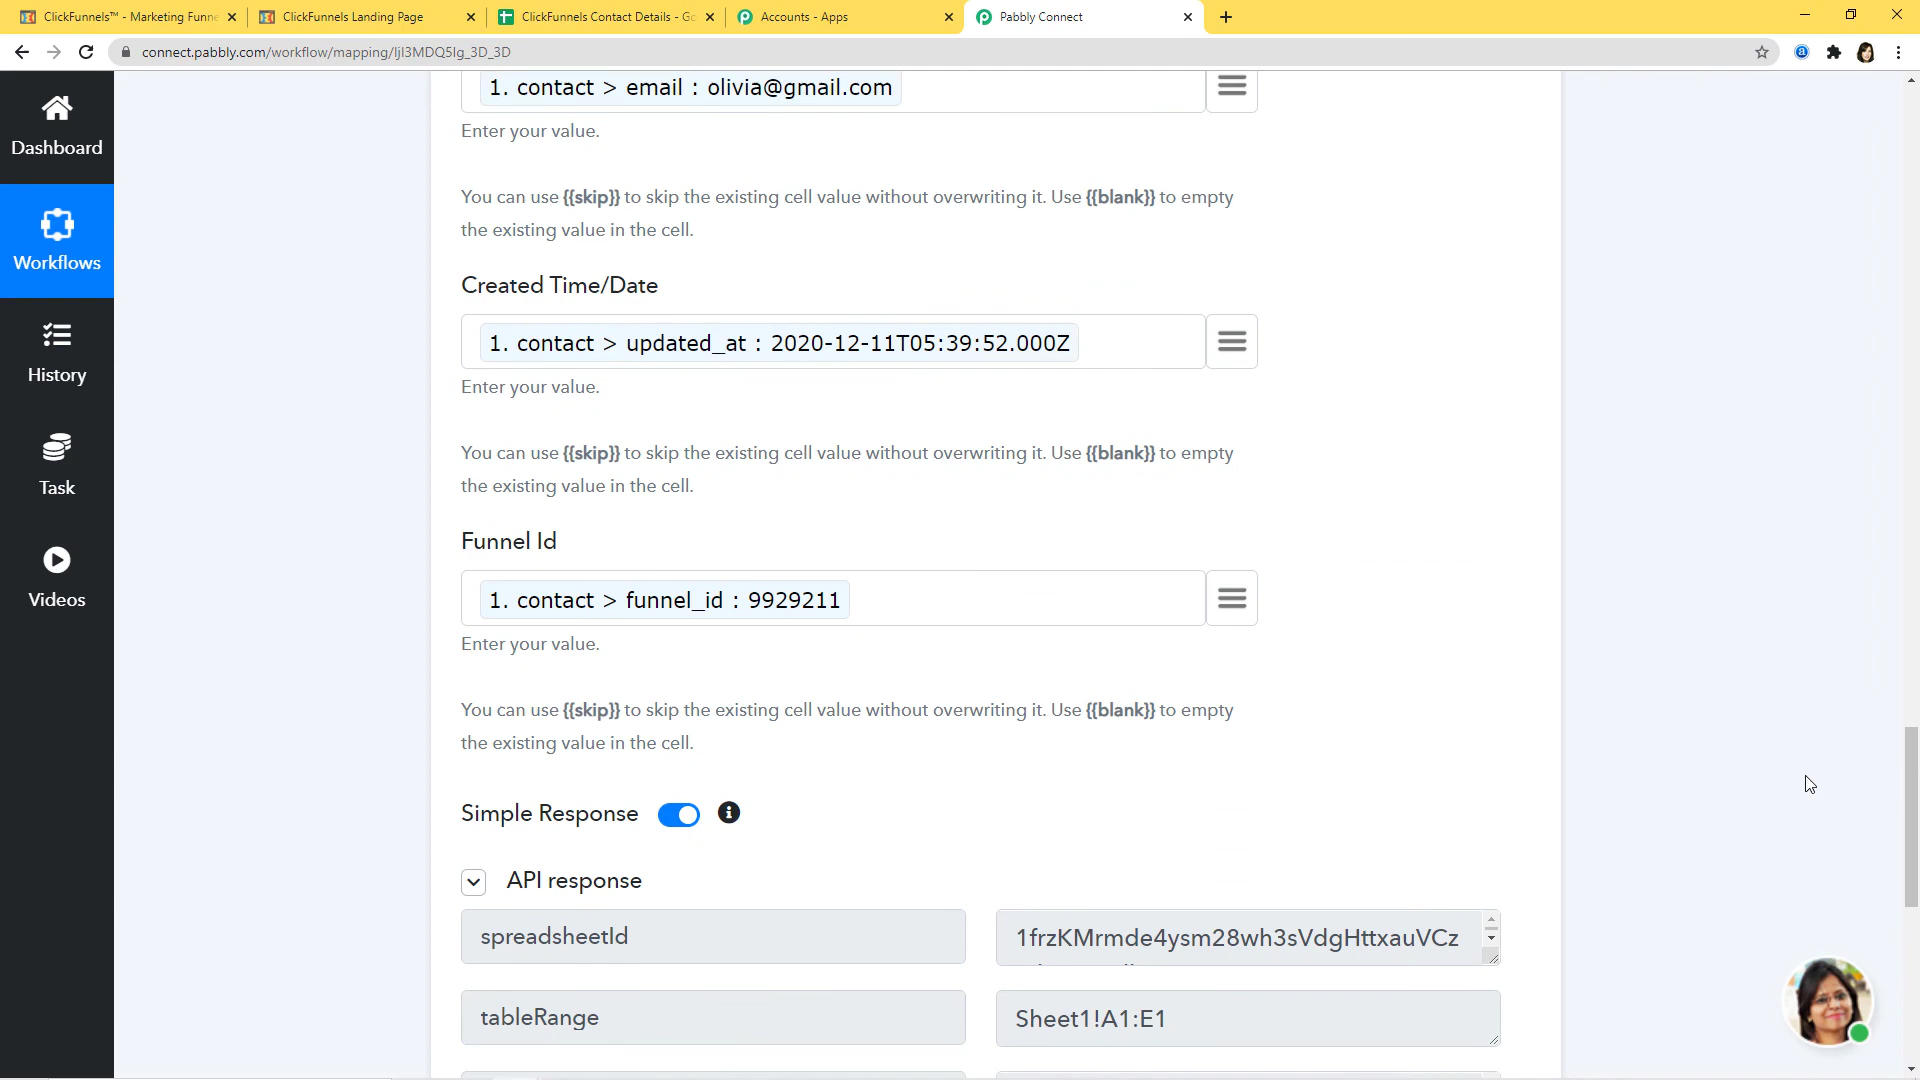 ClickFunnels™ - Marketing Funne
ClickFunnels Landing Page
ClickFunnels Contact Details - Go
Accounts - Apps
Pabbly Connect
connect.pabbly.com/workflow/mapping/IjI3MDQ5Ig_3D_3D
Dashboard
Workflows
History
Task
Videos
1. contact > email : olivia@gmail.com
Enter your value.
You can use {{skip}} to skip the existing cell value without overwriting it. Use {{blank}} to empty
the existing value in the cell.
Created Time/Date
1. contact > updated_at : 2020-12-11T05:39:52.000Z
Enter your value.
You can use {{skip}} to skip the existing cell value without overwriting it. Use {{blank}} to empty
the existing value in the cell.
Funnel Id
1. contact > funnel_id : 9929211
Enter your value.
You can use {{skip}} to skip the existing cell value without overwriting it. Use {{blank}} to empty
the existing value in the cell.
Simple Response
API response
spreadsheetId
1frzKMrmde4ysm28wh3sVdgHttxauVCz
tableRange
Sheet1!A1:E1